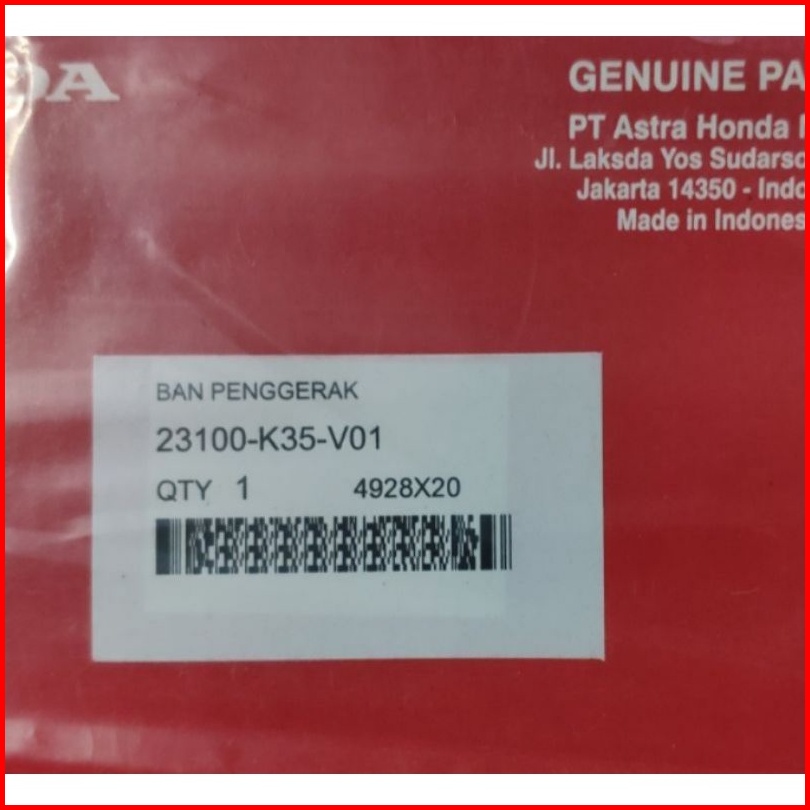 DA
GENUINE PA
PT Astra Honda
Jl. Laksda Yos Sudarso
Jakarta 14350 - Indo
Made in Indones
BAN PENGGERAK
23100-K35-V01
QTY 1 4928X20